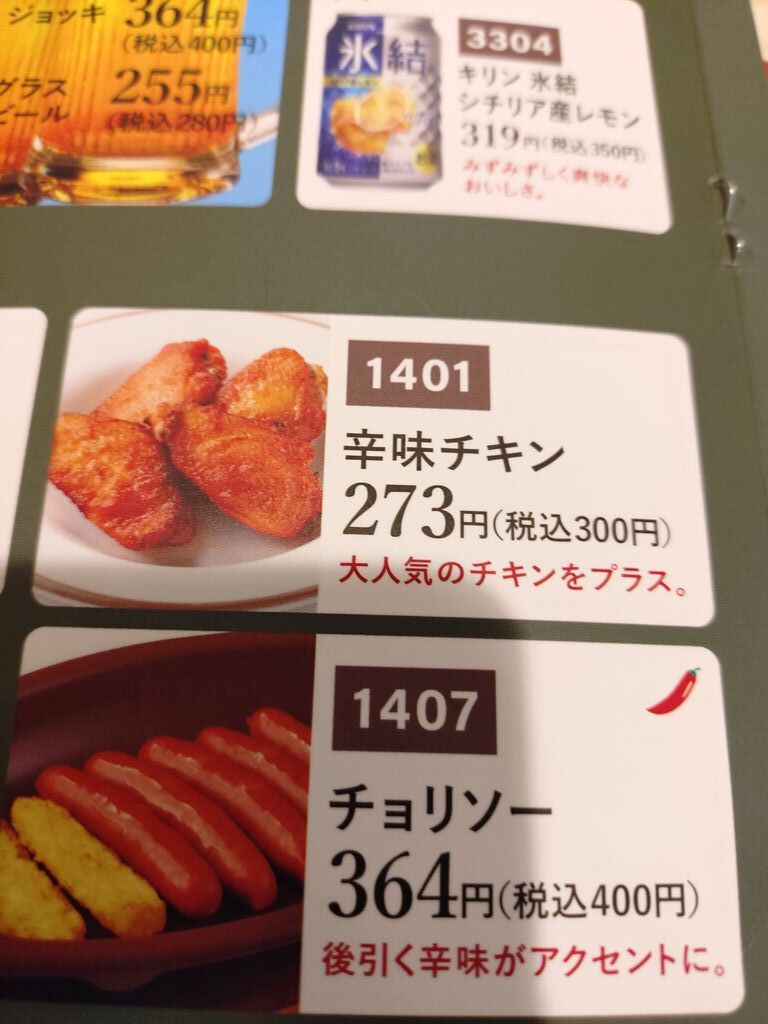 ジョッキ 364円
(税込400円)
グラス
ビール 255円
(税込280円)
氷結
3304
キリン 氷結
シチリア産レモン
319円(税込350円)
みずみずしく爽快な
おいしさ。
1401
辛味チキン
273円(税込300円)
大人気のチキンをプラス。
1407
チョリソー
364円(税込400円)
後引く辛味がアクセントに。